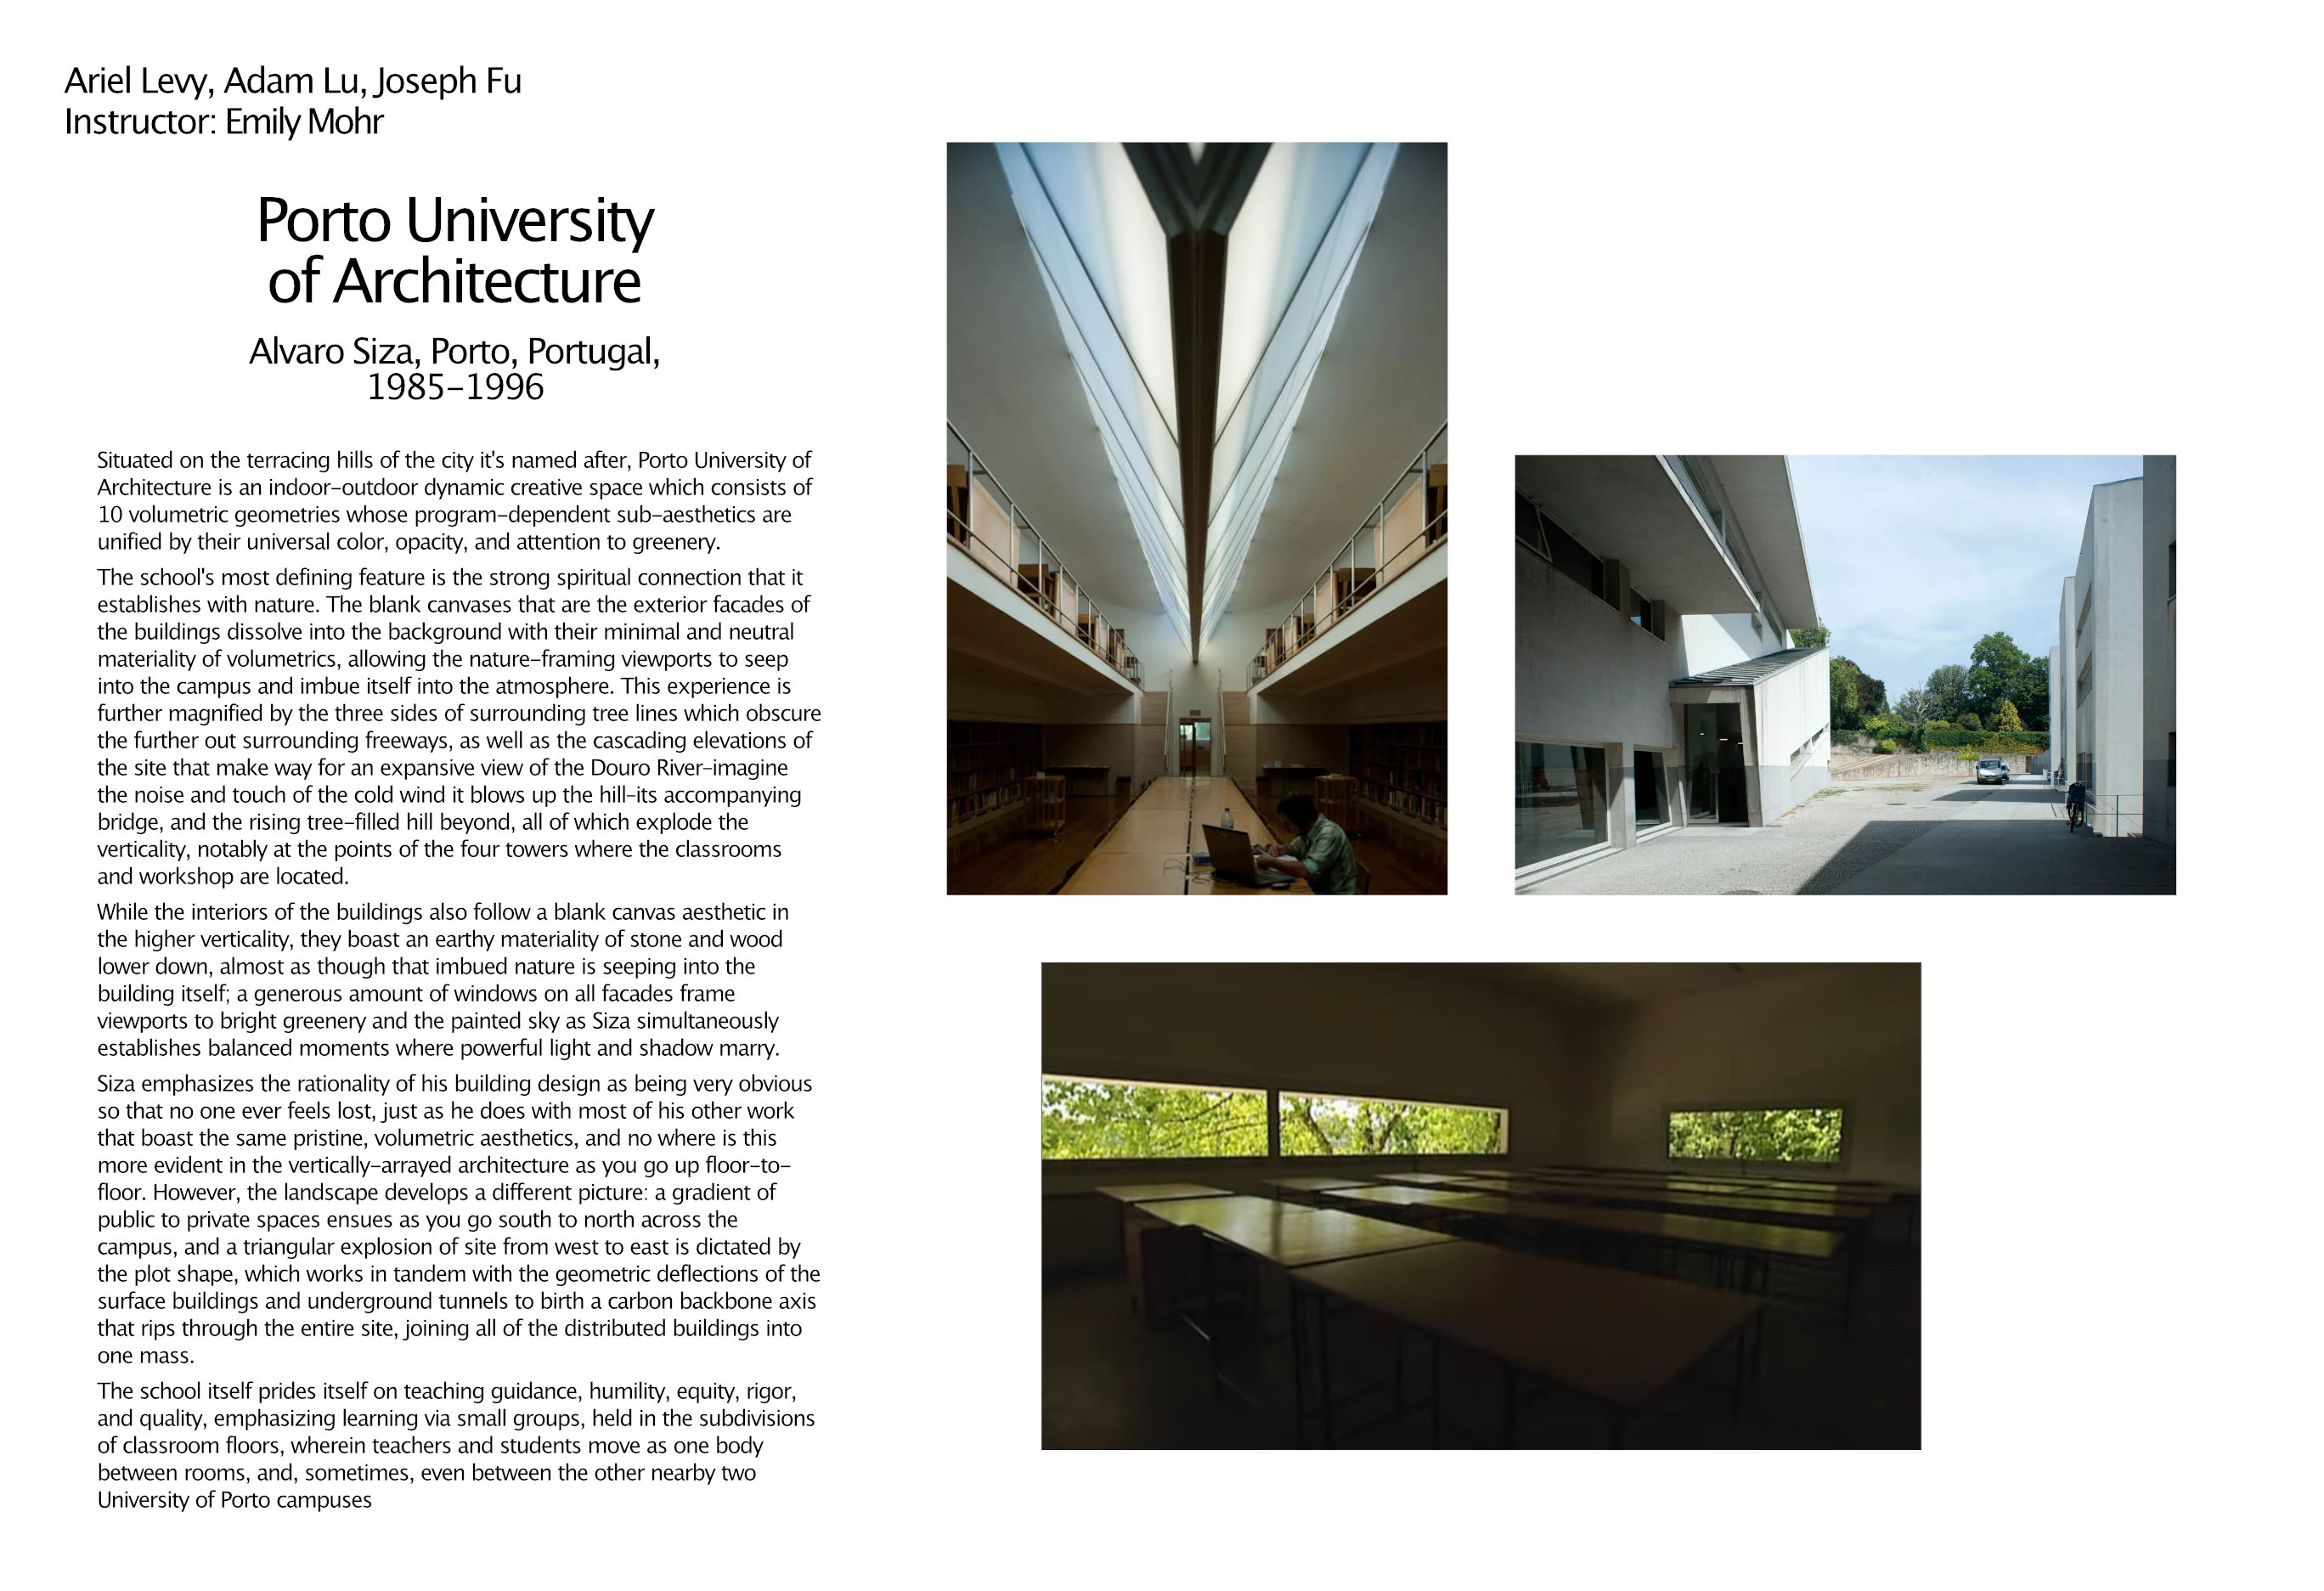 Ariel Levy, Adam Lu, Joseph Fu
Instructor: Emily Mohr
Porto University
of Architecture
Alvaro Siza, Porto, Portugal,
1985–1996
Situated on the terracing hills of the city it's named after, Porto University of
Architecture is an indoor–outdoor dynamic creative space which consists of
10 volumetric geometries whose program–dependent sub–aesthetics are
unified by their universal color, opacity, and attention to greenery.
The school's most defining feature is the strong spiritual connection that it
establishes with nature. The blank canvases that are the exterior facades of
the buildings dissolve into the background with their minimal and neutral
materiality of volumetrics, allowing the nature–framing viewports to seep
into the campus and imbue itself into the atmosphere. This experience is
further magnified by the three sides of surrounding tree lines which obscure
the further out surrounding freeways, as well as the cascading elevations of
the site that make way for an expansive view of the Douro River–imagine
the noise and touch of the cold wind it blows up the hill–its accompanying
bridge, and the rising tree–filled hill beyond, all of which explode the
verticality, notably at the points of the four towers where the classrooms
and workshop are located.
While the interiors of the buildings also follow a blank canvas aesthetic in
the higher verticality, they boast an earthy materiality of stone and wood
lower down, almost as though that imbued nature is seeping into the
building itself; a generous amount of windows on all facades frame
viewports to bright greenery and the painted sky as Siza simultaneously
establishes balanced moments where powerful light and shadow marry.
Siza emphasizes the rationality of his building design as being very obvious
so that no one ever feels lost, just as he does with most of his other work
that boast the same pristine, volumetric aesthetics, and no where is this
more evident in the vertically–arrayed architecture as you go up floor–to–
floor. However, the landscape develops a different picture: a gradient of
public to private spaces ensues as you go south to north across the
campus, and a triangular explosion of site from west to east is dictated by
the plot shape, which works in tandem with the geometric deflections of the
surface buildings and underground tunnels to birth a carbon backbone axis
that rips through the entire site, joining all of the distributed buildings into
one mass.
The school itself prides itself on teaching guidance, humility, equity, rigor,
and quality, emphasizing learning via small groups, held in the subdivisions
of classroom floors, wherein teachers and students move as one body
between rooms, and, sometimes, even between the other nearby two
University of Porto campuses